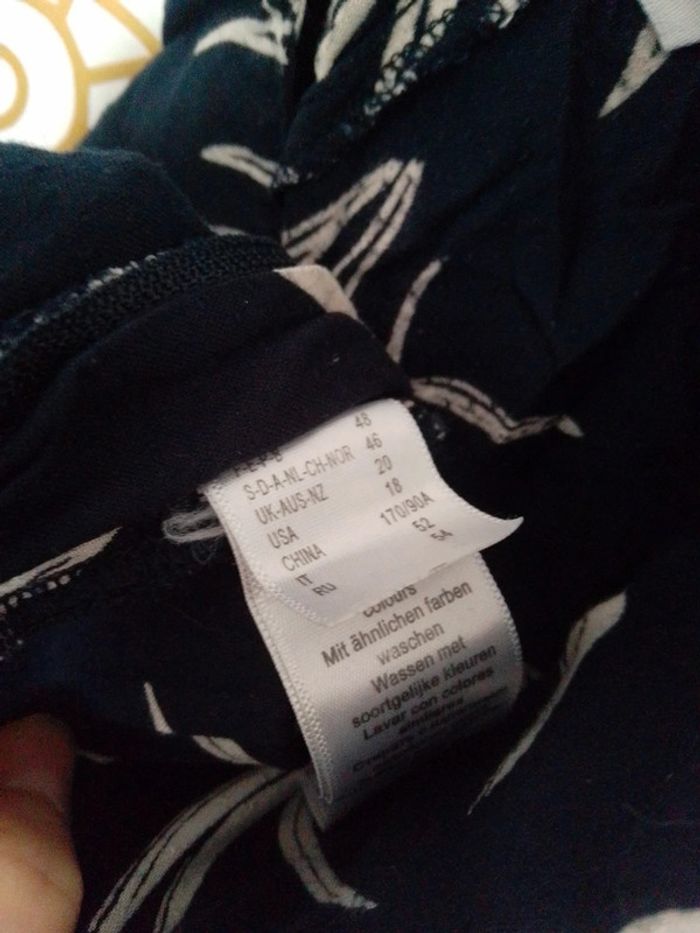 F-E-P-B 48
S-D-A-NL-CH-NOR 46
UK-AUS-NZ 20
USA 18
CHINA 170/90A
IT 52
RU 54
colours
Mit ähnlichen farben
waschen
Wassen met
soortgelijke kleuren
Lavar con colores
similares